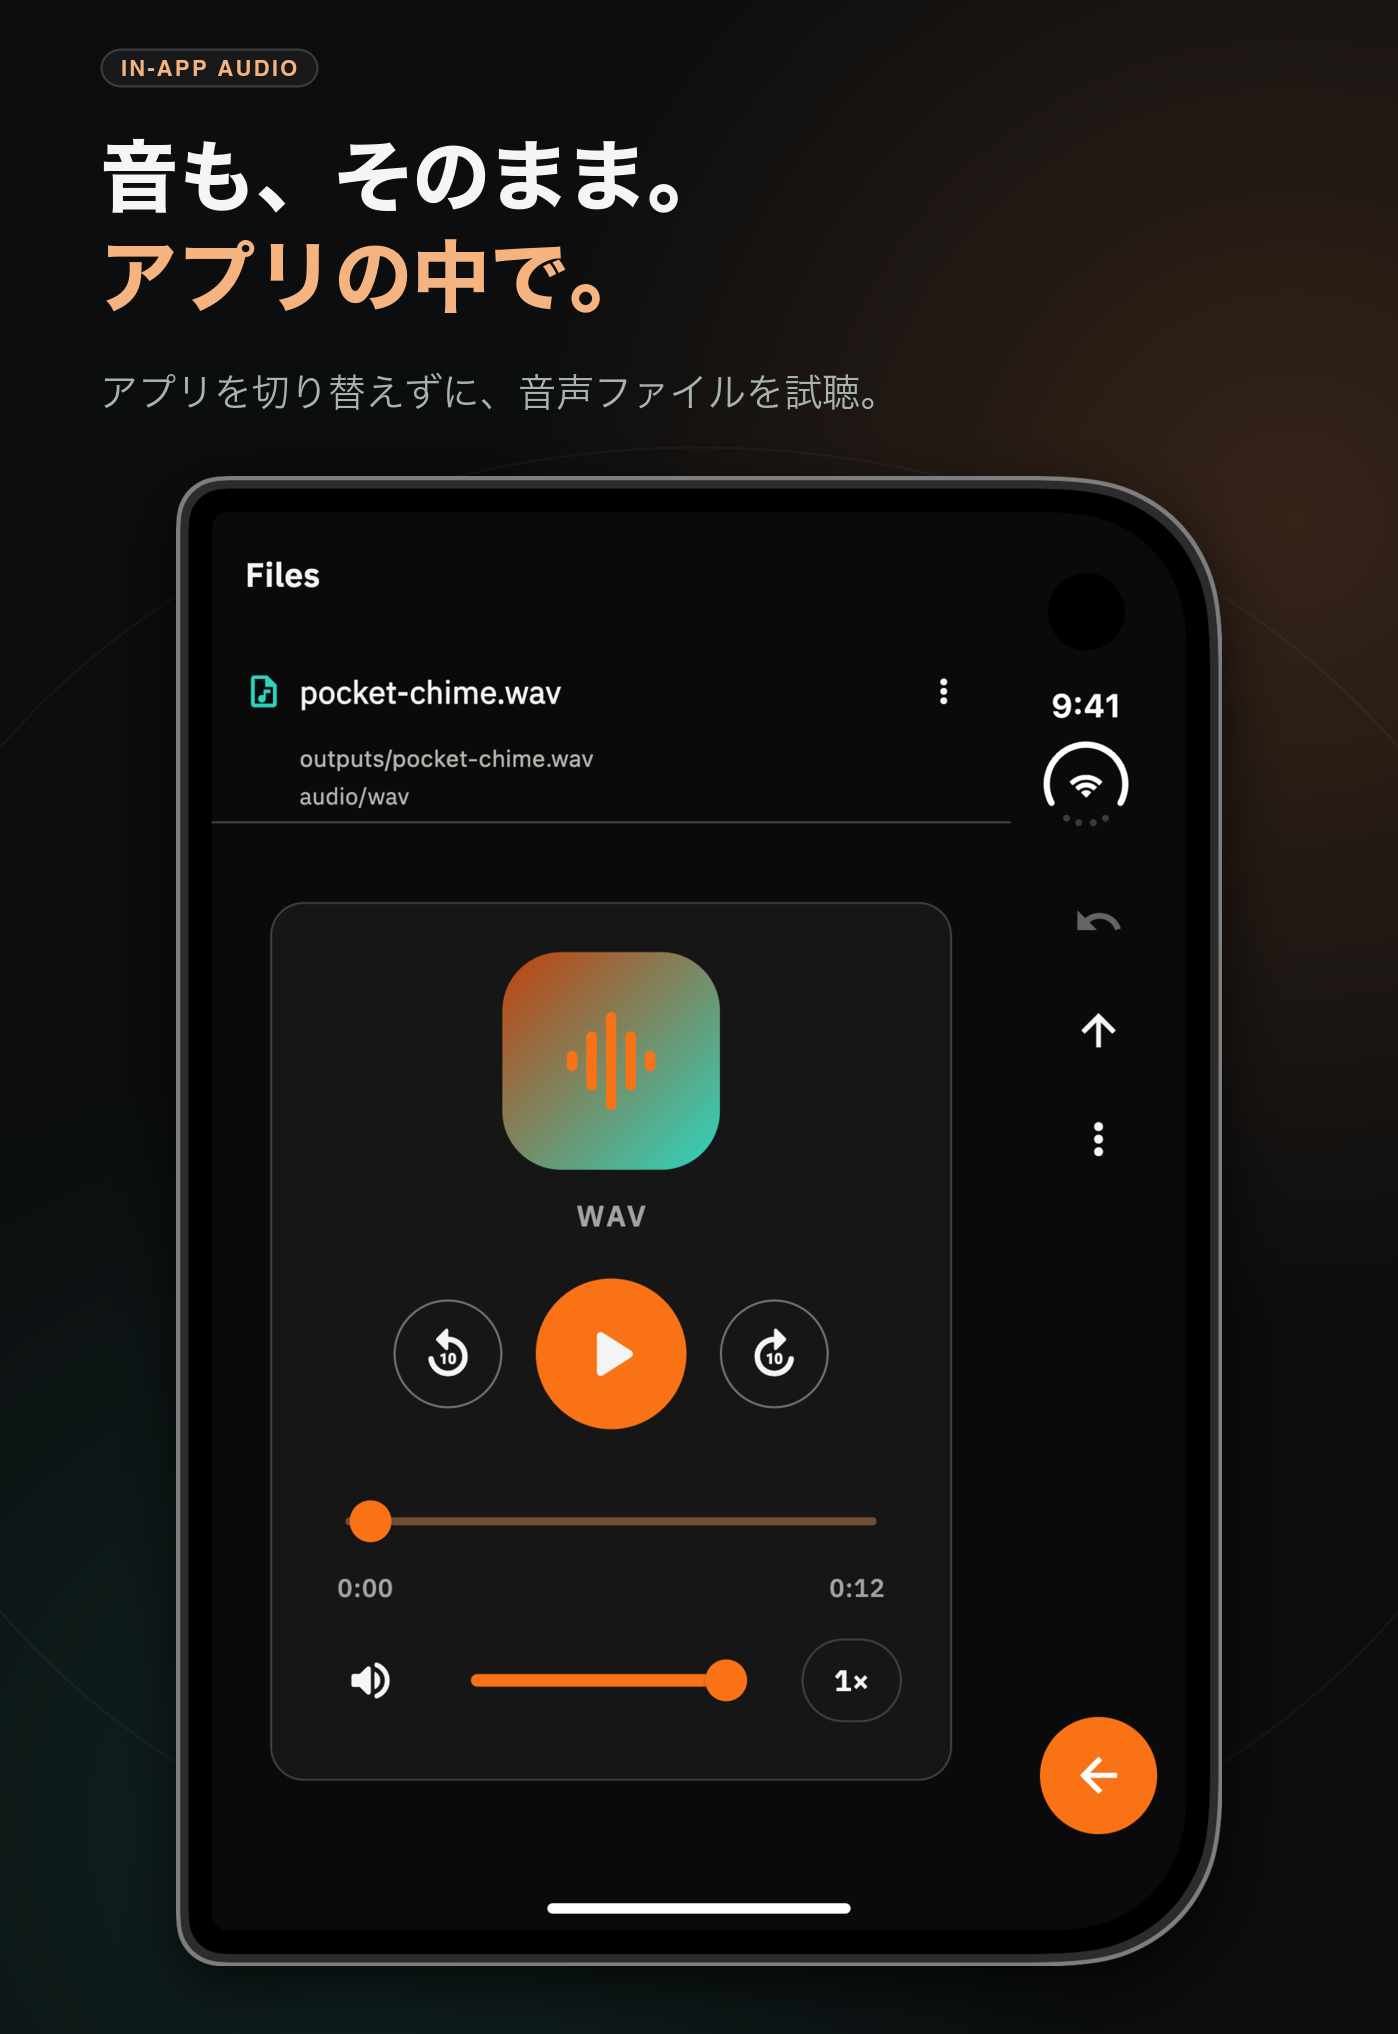 IN-APP AUDIO
音も、そのまま。
アプリの中で。
アプリを切り替えずに、音声ファイルを試聴。
Files
pocket-chime.wav
outputs/pocket-chime.wav
audio/wav
9:41
WAV
10
10
0:00
0:12
1×